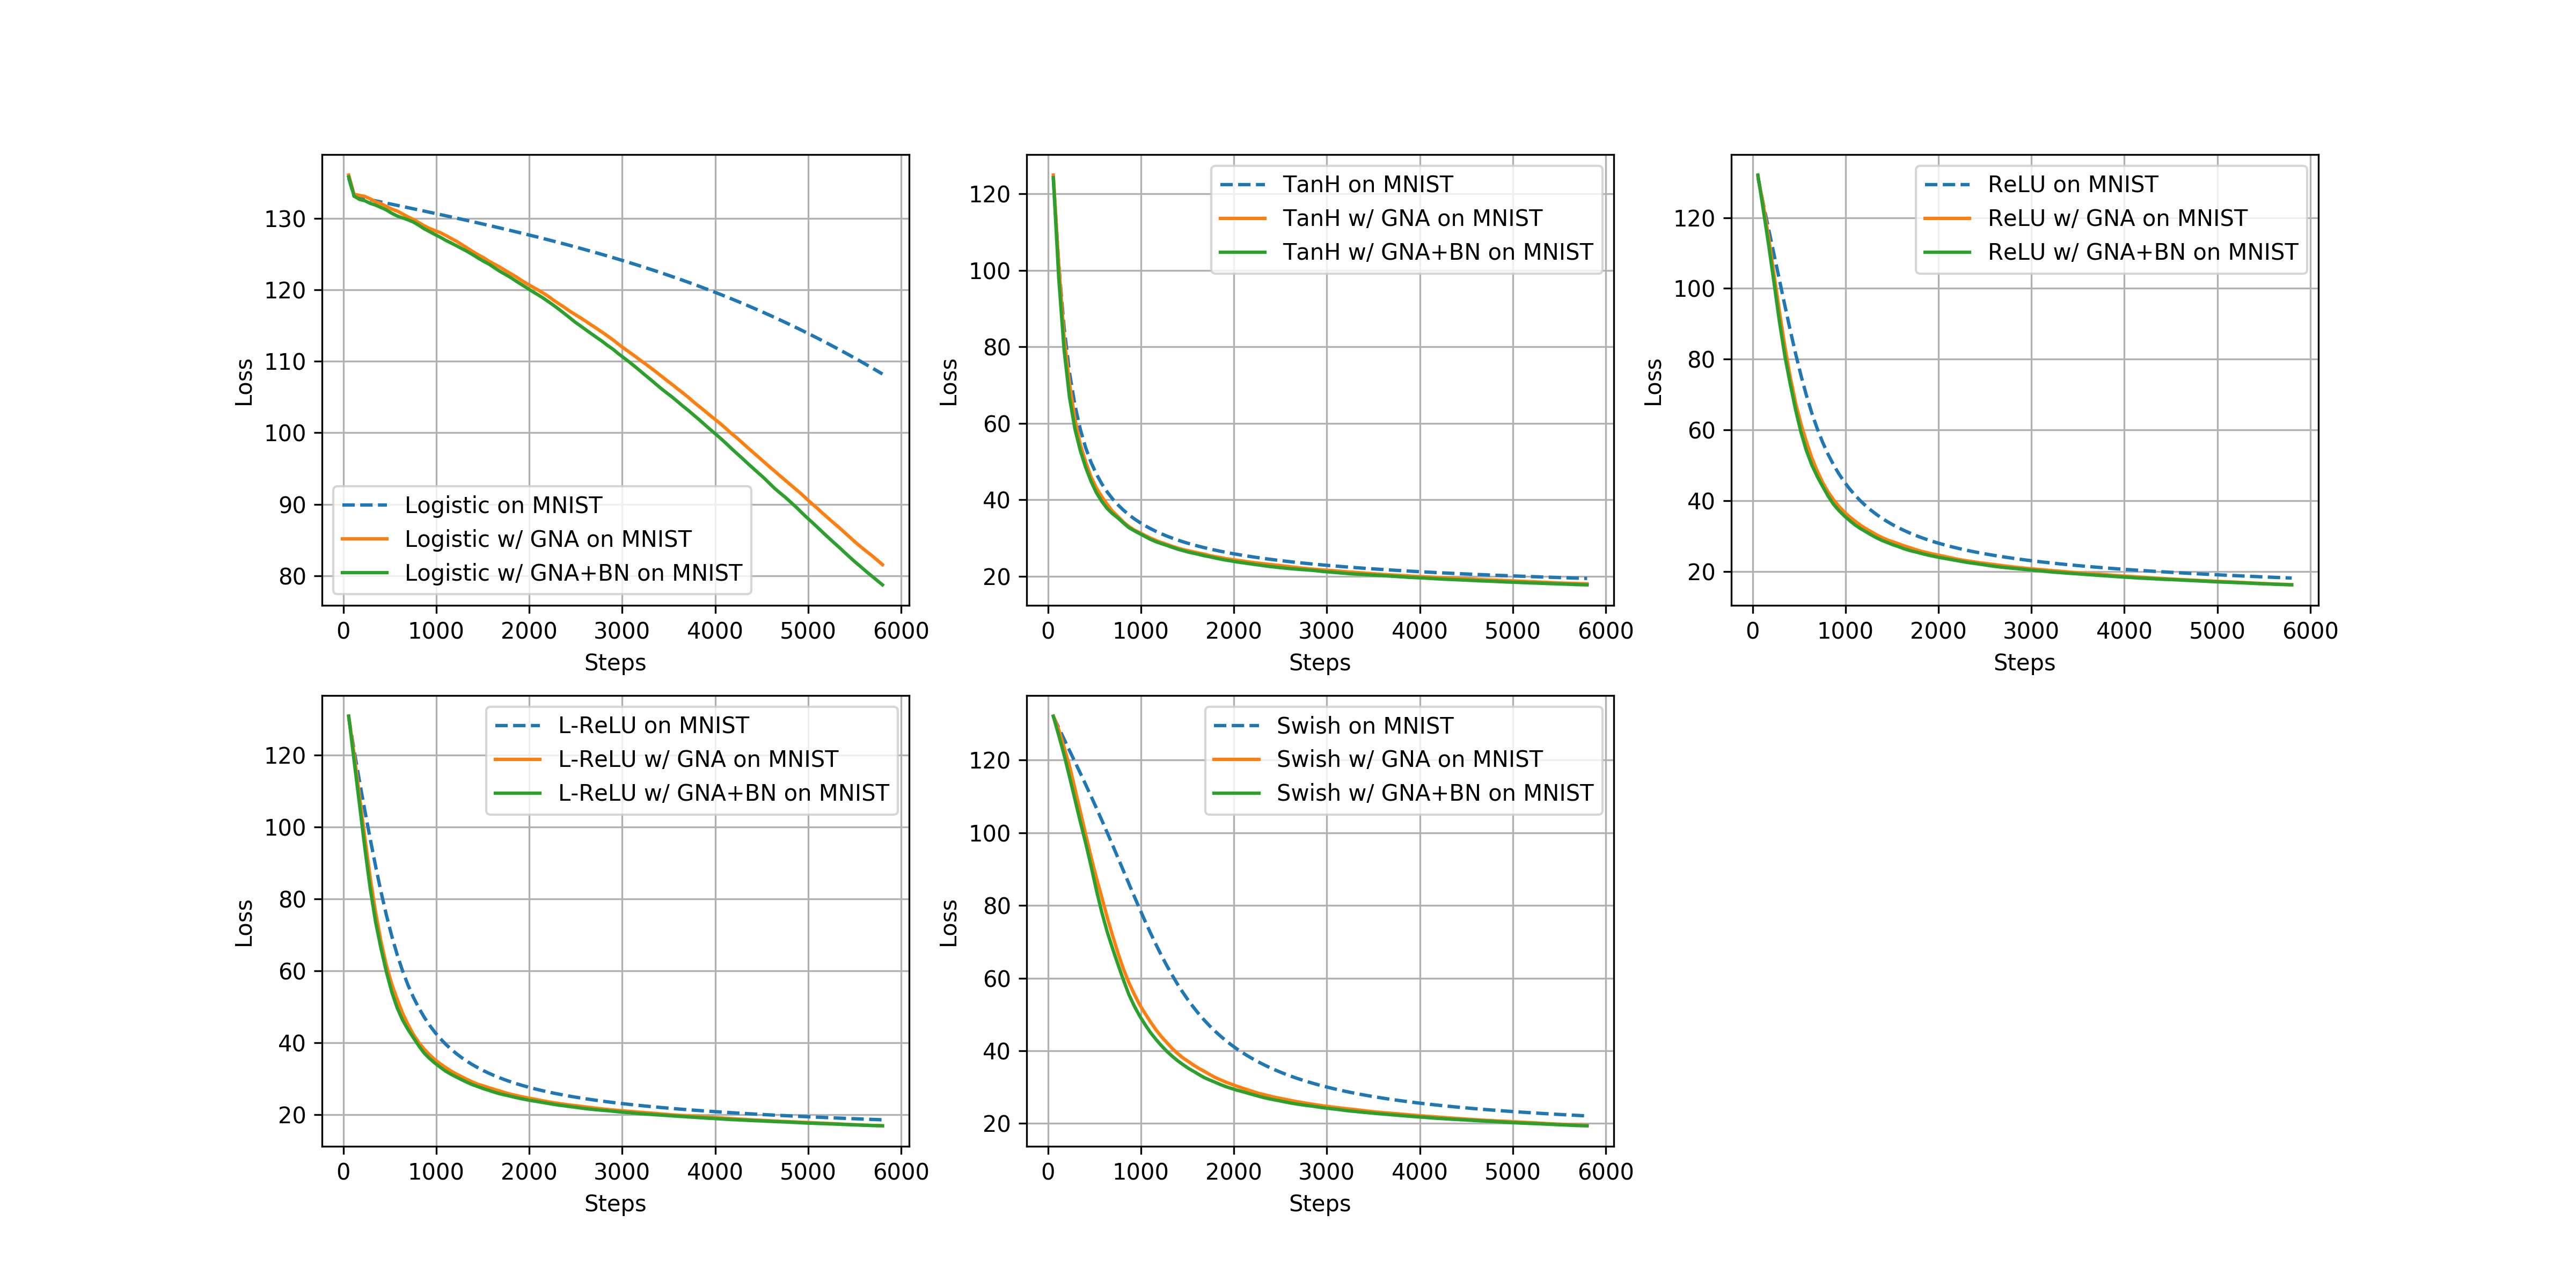 130
120
110
100
90
80
Loss
Logistic on MNIST
Logistic w/ GNA on MNIST
Logistic w/ GNA+BN on MNIST
0 1000 2000 3000 4000 5000 6000
Steps
120
100
80
60
40
20
Loss
TanH on MNIST
TanH w/ GNA on MNIST
TanH w/ GNA+BN on MNIST
0 1000 2000 3000 4000 5000 6000
Steps
120
100
80
60
40
20
Loss
ReLU on MNIST
ReLU w/ GNA on MNIST
ReLU w/ GNA+BN on MNIST
0 1000 2000 3000 4000 5000 6000
Steps
120
100
80
60
40
20
Loss
L-ReLU on MNIST
L-ReLU w/ GNA on MNIST
L-ReLU w/ GNA+BN on MNIST
0 1000 2000 3000 4000 5000 6000
Steps
120
100
80
60
40
20
Loss
Swish on MNIST
Swish w/ GNA on MNIST
Swish w/ GNA+BN on MNIST
0 1000 2000 3000 4000 5000 6000
Steps